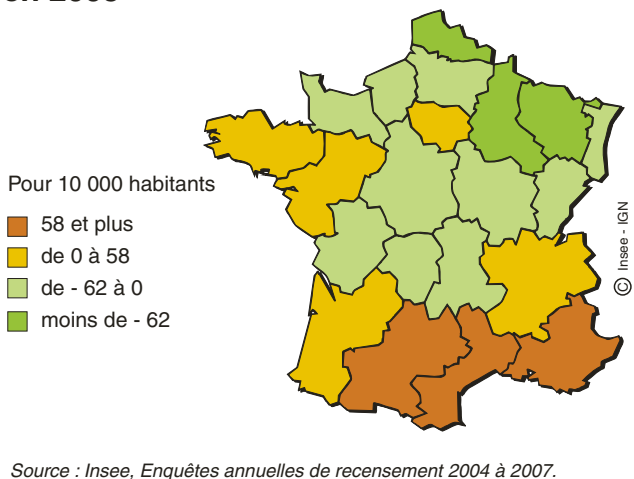 Pour 10 000 habitants
58 et plus
de 0 à 58
de - 62 à 0
moins de - 62
© Insee - IGN
Source : Insee, Enquêtes annuelles de recensement 2004 à 2007.